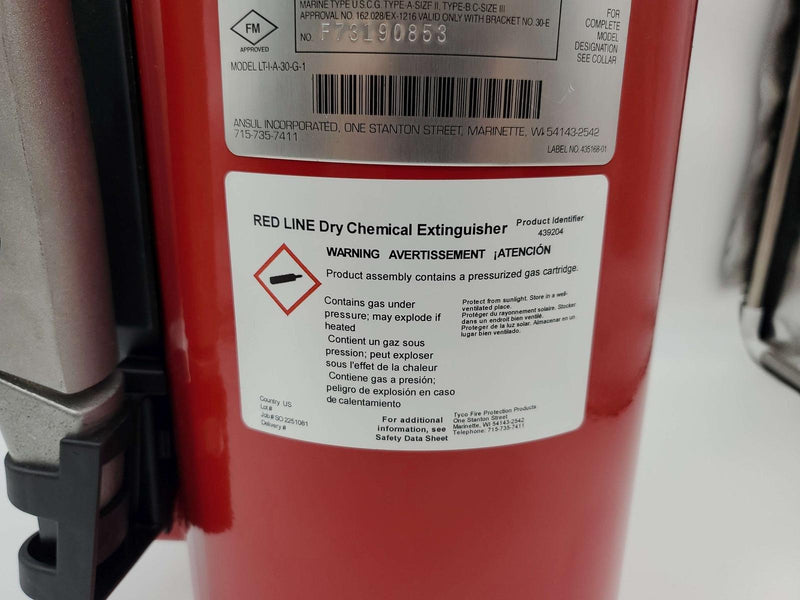 MARINE TYPE U.S.C.G. TYPE-A-SIZE II, TYPE-B:C-SIZE III
APPROVAL NO. 162.028/EX-1216 VALID ONLY WITH BRACKET NO. 30-E
NO. F73190853
FM
APPROVED
FOR
COMPLETE
MODEL
DESIGNATION
SEE COLLAR
MODEL LT-I-A-30-G-1
ANSUL INCORPORATED, ONE STANTON STREET, MARINETTE, WI 54143-2542
715-735-7411
LABEL NO. 435168-01
RED LINE Dry Chemical Extinguisher
Product Identifier
439204
WARNING AVERTISSEMENT ¡ATENCIÓN
Product assembly contains a pressurized gas cartridge.
Contains gas under
pressure; may explode if
heated
Contient un gaz sous
pression; peut exploser
sous l'effet de la chaleur
Contiene gas a presión;
peligro de explosión en caso
de calentamiento
Protect from sunlight. Store in a well-
ventilated place.
Protéger du rayonnement solaire. Stocker
dans un endroit bien ventilé.
Proteger de la luz solar. Almacenar en un
lugar bien ventilado.
Country US
Lot#
Job# SO 2251061
Delivery #
For additional
information, see
Safety Data Sheet
Tyco Fire Protection Products
One Stanton Street
Marinette, WI 54143-2542
Telephone: 715-735-7411